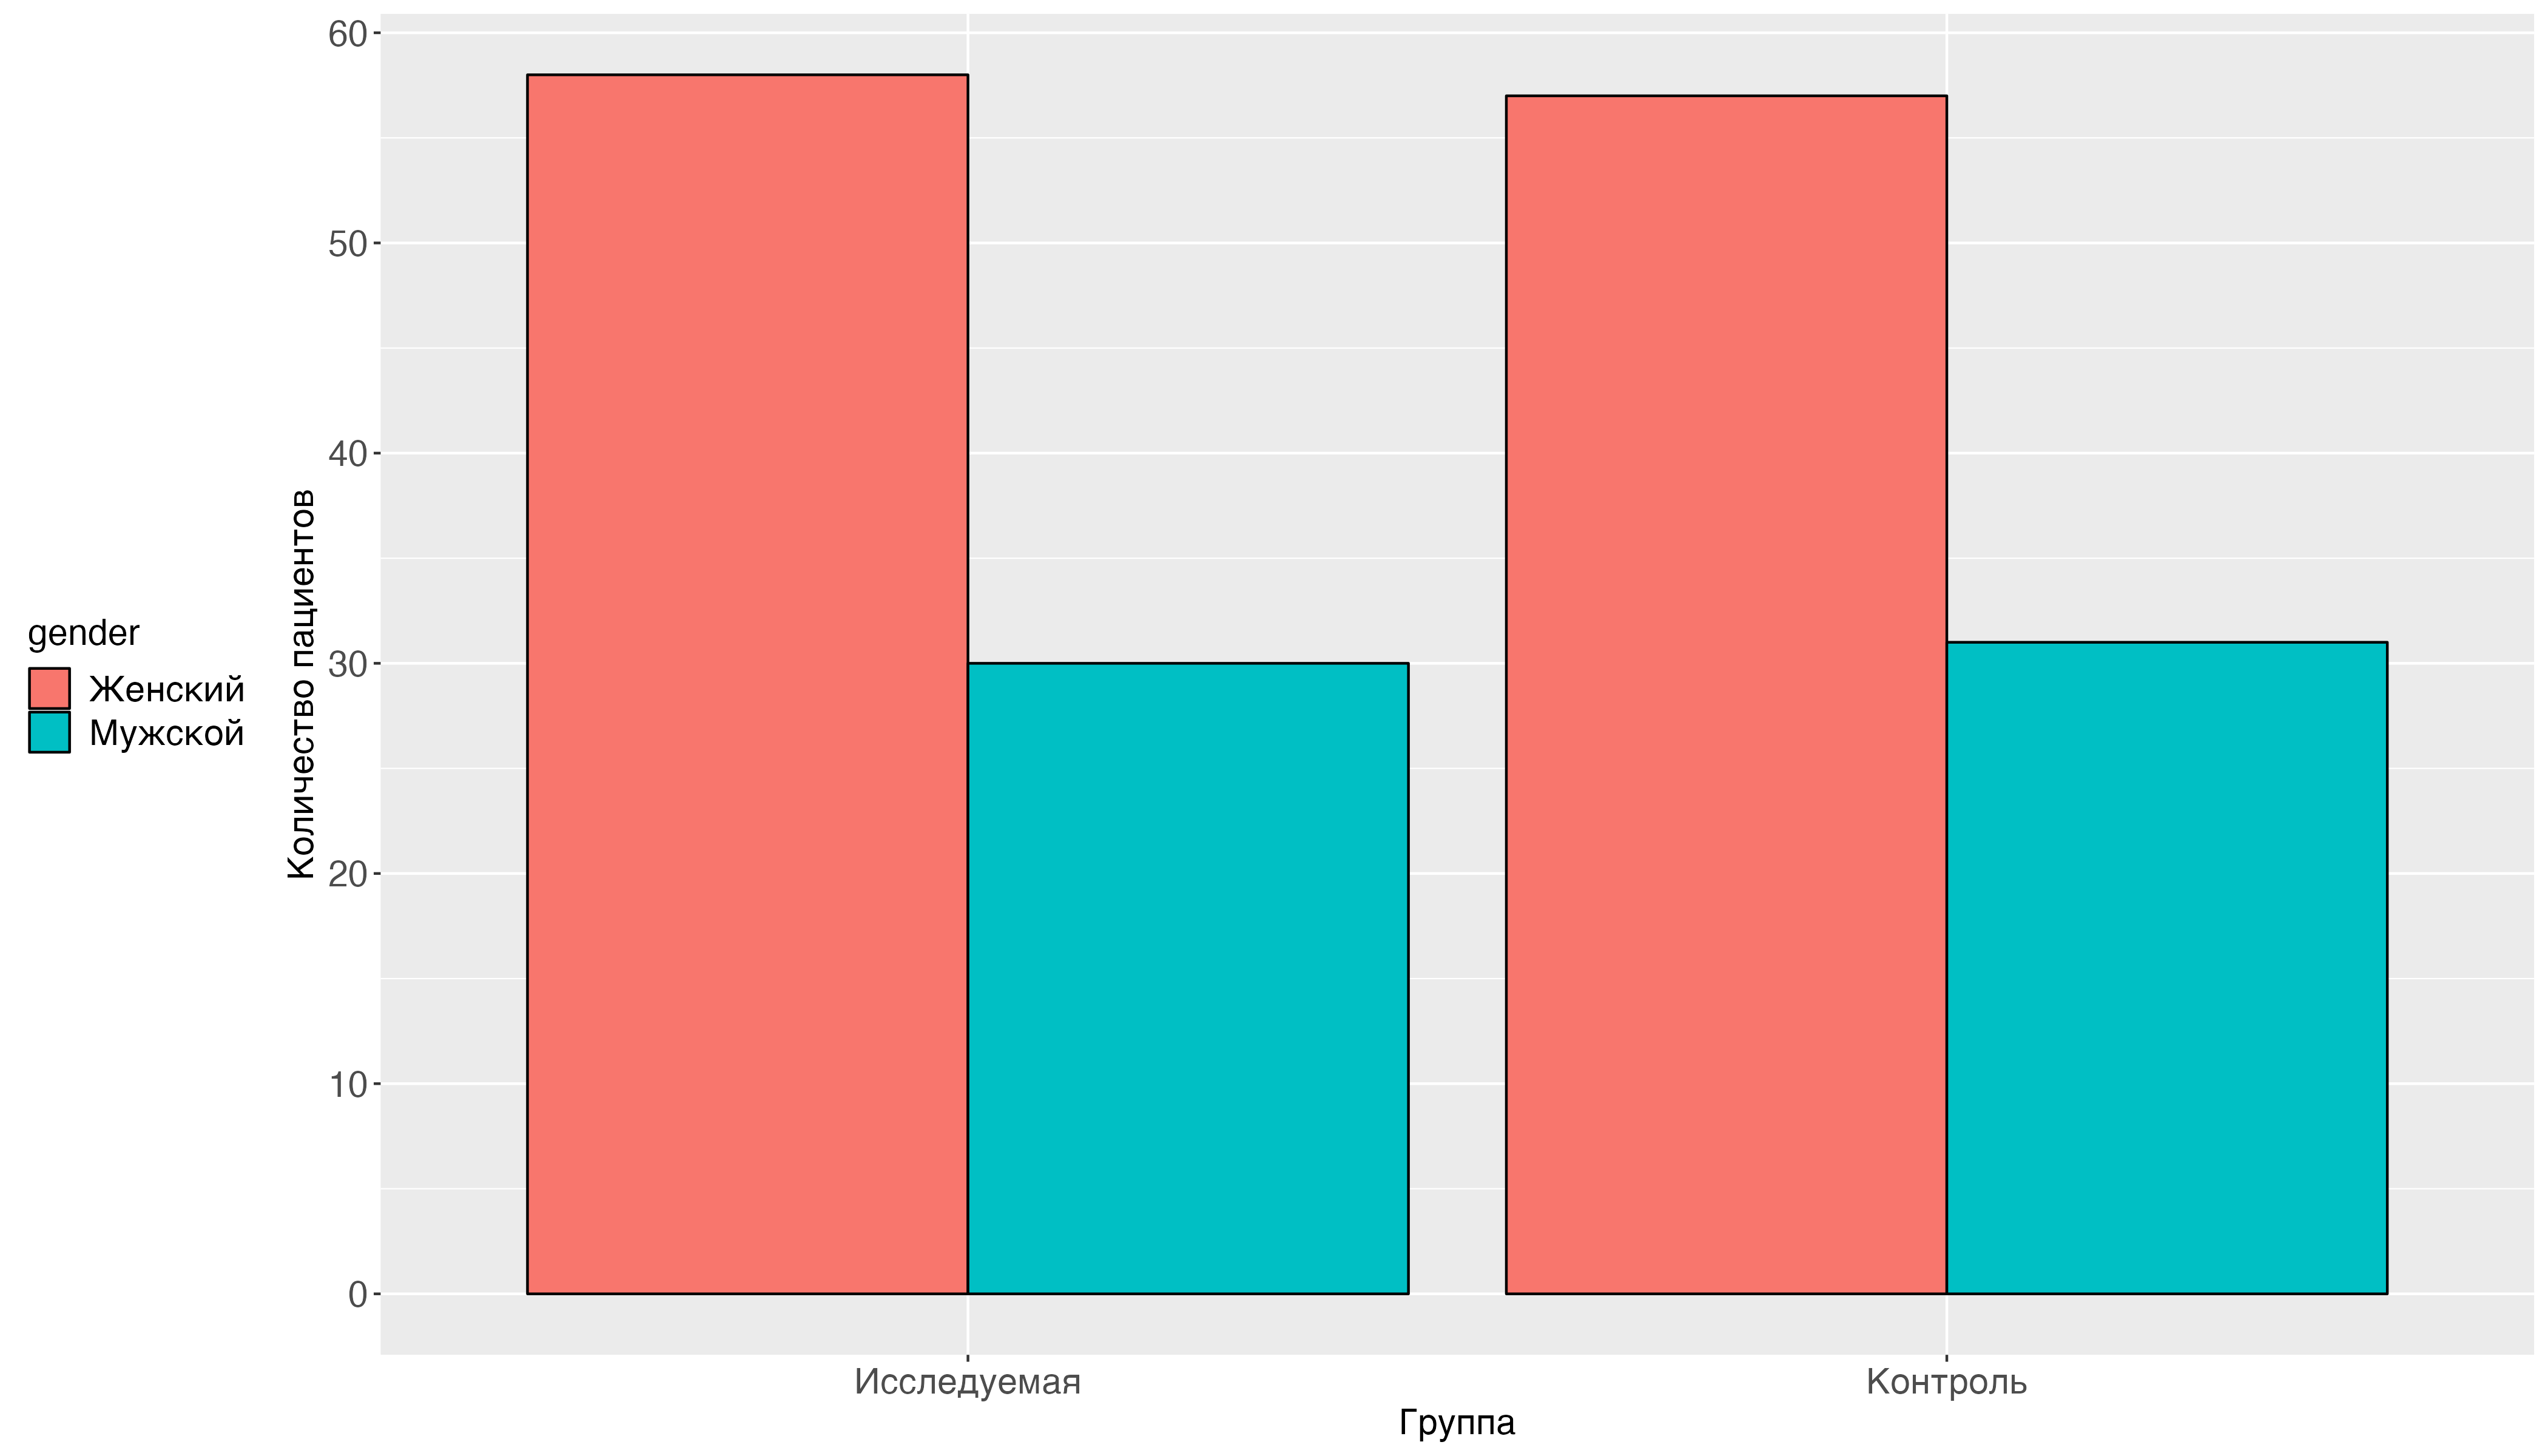 gender
Женский
Мужской
Количество пациентов
60
50
40
30
20
10
0
Исследуемая
Контроль
Группа